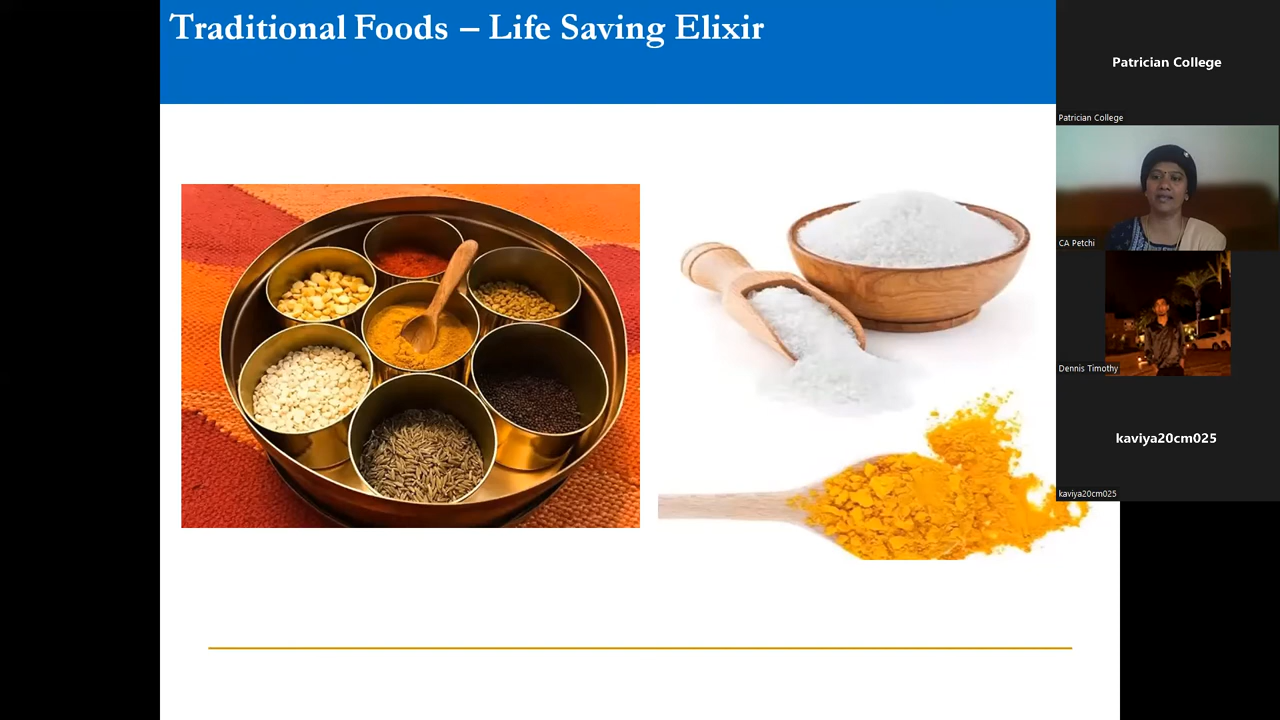 Traditional Foods – Life Saving Elixir
Patrician College
Patrician College
CA Petchi
Dennis Timothy
kaviya20cm025
kaviya20cm025